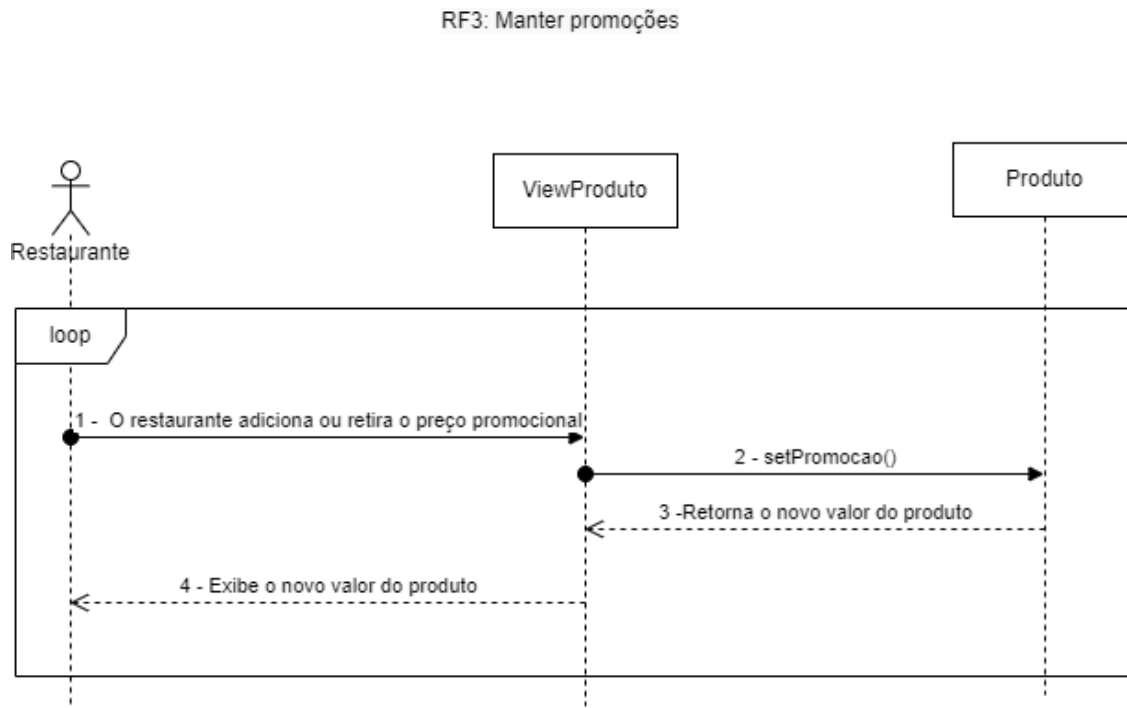 RF3: Manter promoções
ViewProduto
Produto
Restaurante
loop
1 -  O restaurante adiciona ou retira o preço promocional
2 - setPromocao()
3 -Retorna o novo valor do produto
4 - Exibe o novo valor do produto